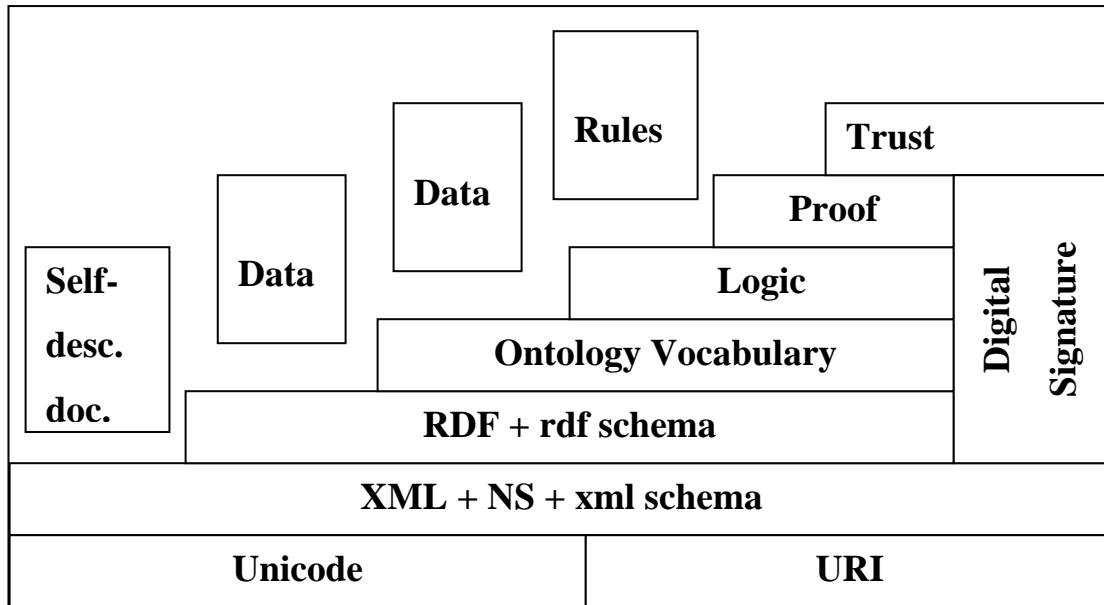 Rules
Trust
Data
Proof
Self-
desc.
doc.
Data
Logic
Digital
Signature
Ontology Vocabulary
RDF + rdf schema
XML + NS + xml schema
Unicode
URI